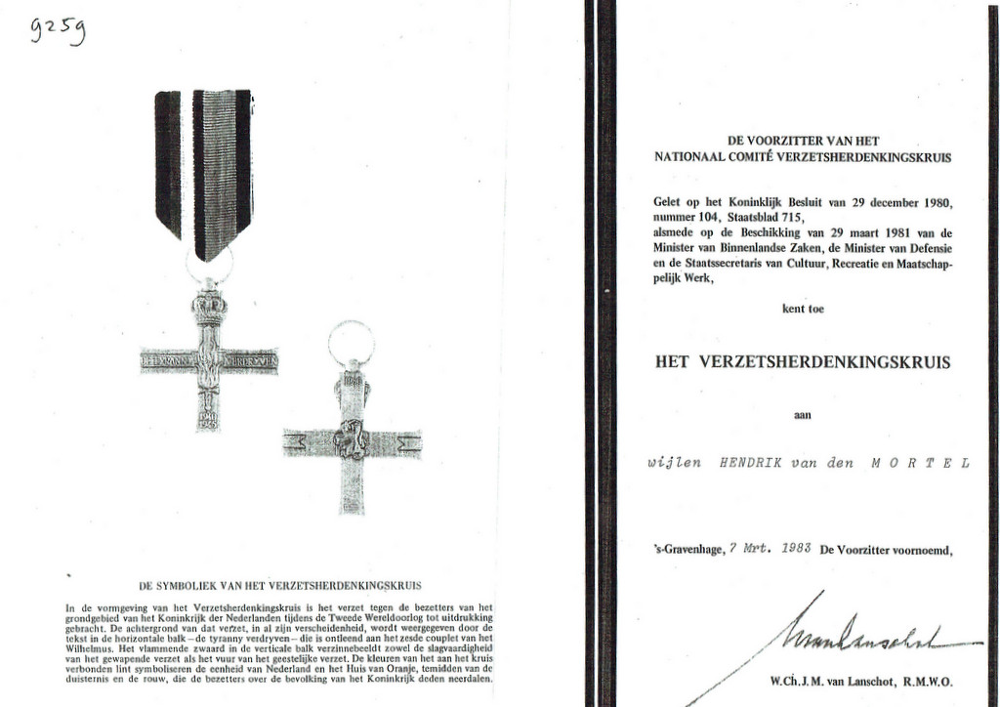 9259
DE TYRANNY VERDRYVEN
1940
1945
DE SYMBOLIEK VAN HET VERZETSHERDENKINGSKRUIS
In de vormgeving van het Verzetsherdenkingskruis is het verzet tegen de bezetters van het
grondgebied van het Koninkrijk der Nederlanden tijdens de Tweede Wereldoorlog tot uitdrukking
gebracht. De achtergrond van dat verzet, in al zijn verscheidenheid, wordt weergegeven door de
tekst in de horizontale balk – de tyranny verdryven – die is ontleend aan het zesde couplet van het
Wilhelmus. Het vlammende zwaard in de verticale balk verzinnebeeldt zowel de slagvaardigheid
van het gewapende verzet als het vuur van het geestelijke verzet. De kleuren van het aan het kruis
verbonden lint symboliseren de eenheid van Nederland en het Huis van Oranje, temidden van de
duisternis en de rouw, die de bezetters over de bevolking van het Koninkrijk deden neerdalen.
DE VOORZITTER VAN HET
NATIONAAL COMITÉ VERZETSHERDENKINGSKRUIS
Gelet op het Koninklijk Besluit van 29 december 1980,
nummer 104, Staatsblad 715,
alsmede op de Beschikking van 29 maart 1981 van de
Minister van Binnenlandse Zaken, de Minister van Defensie
en de Staatssecretaris van Cultuur, Recreatie en Maatschap-
pelijk Werk,
kent toe
HET VERZETSHERDENKINGSKRUIS
aan
wijlen HENDRIK van den M O R T E L
's-Gravenhage, 7 Mrt. 1983 De Voorzitter voornoemd,
W.Ch.J.M. van Lanschot, R.M.W.O.